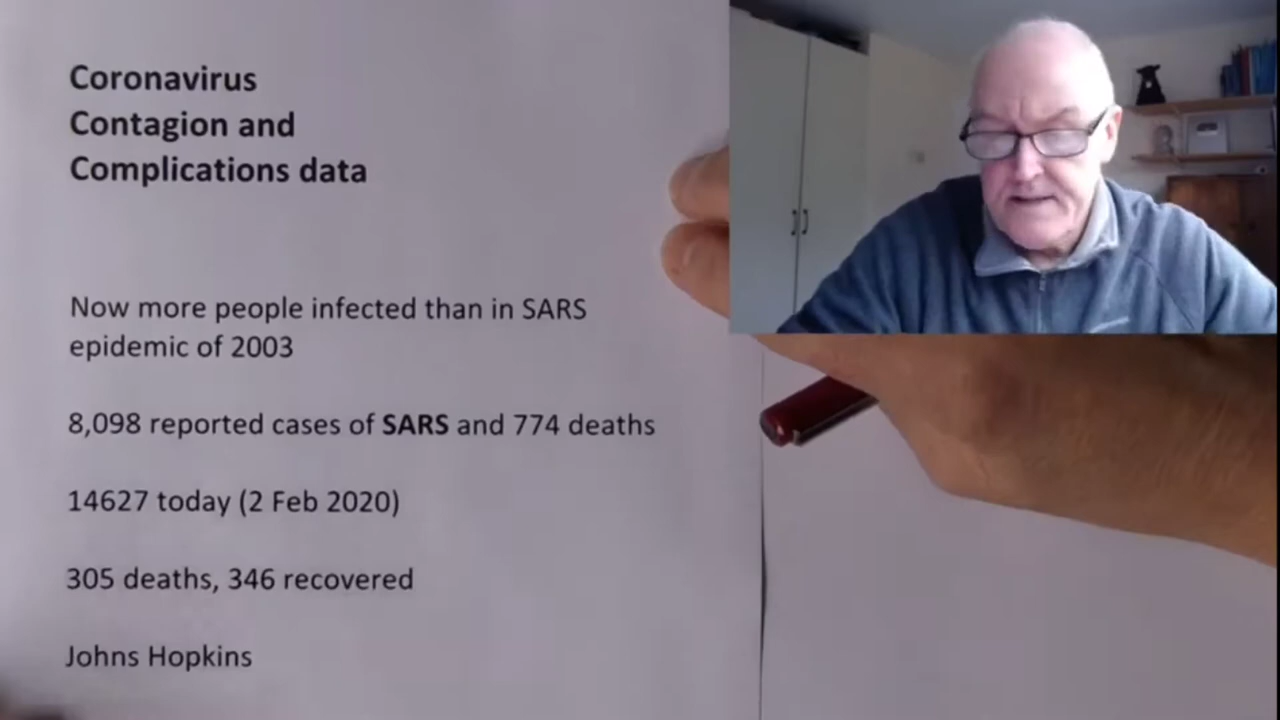 Coronavirus
Contagion and
Complications data
Now more people infected than in SARS
epidemic of 2003
8,098 reported cases of SARS and 774 deaths
14627 today (2 Feb 2020)
305 deaths, 346 recovered
Johns Hopkins